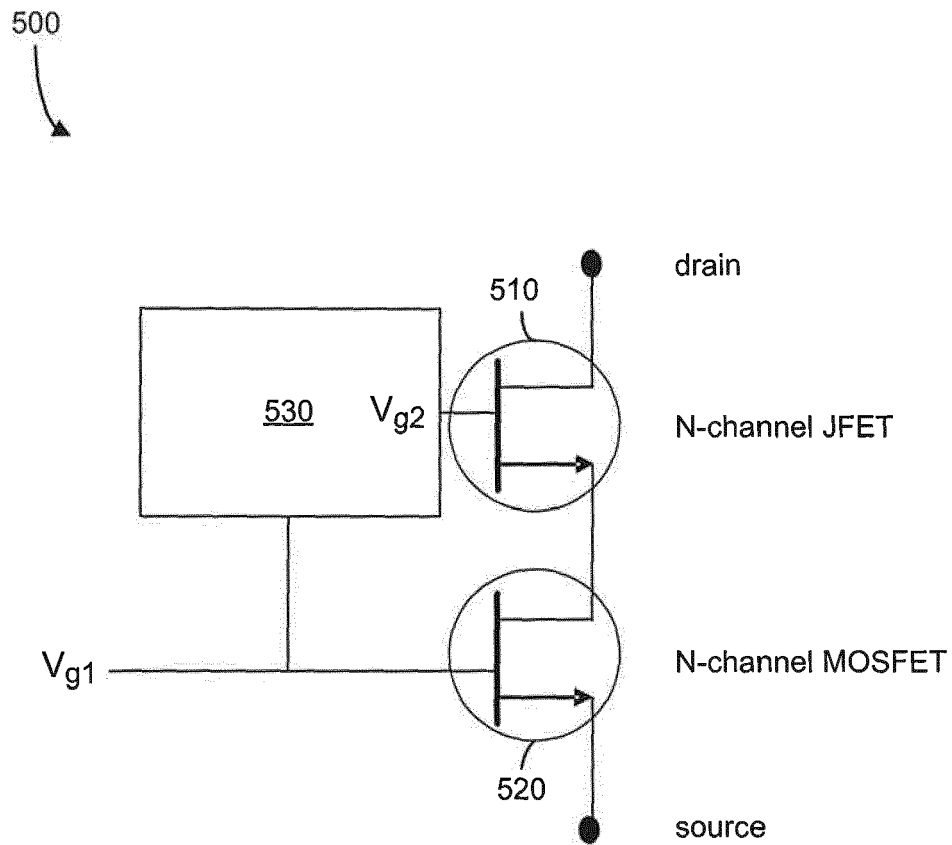 500
drain
510
530
Vg2
N-channel JFET
Vg1
N-channel MOSFET
520
source